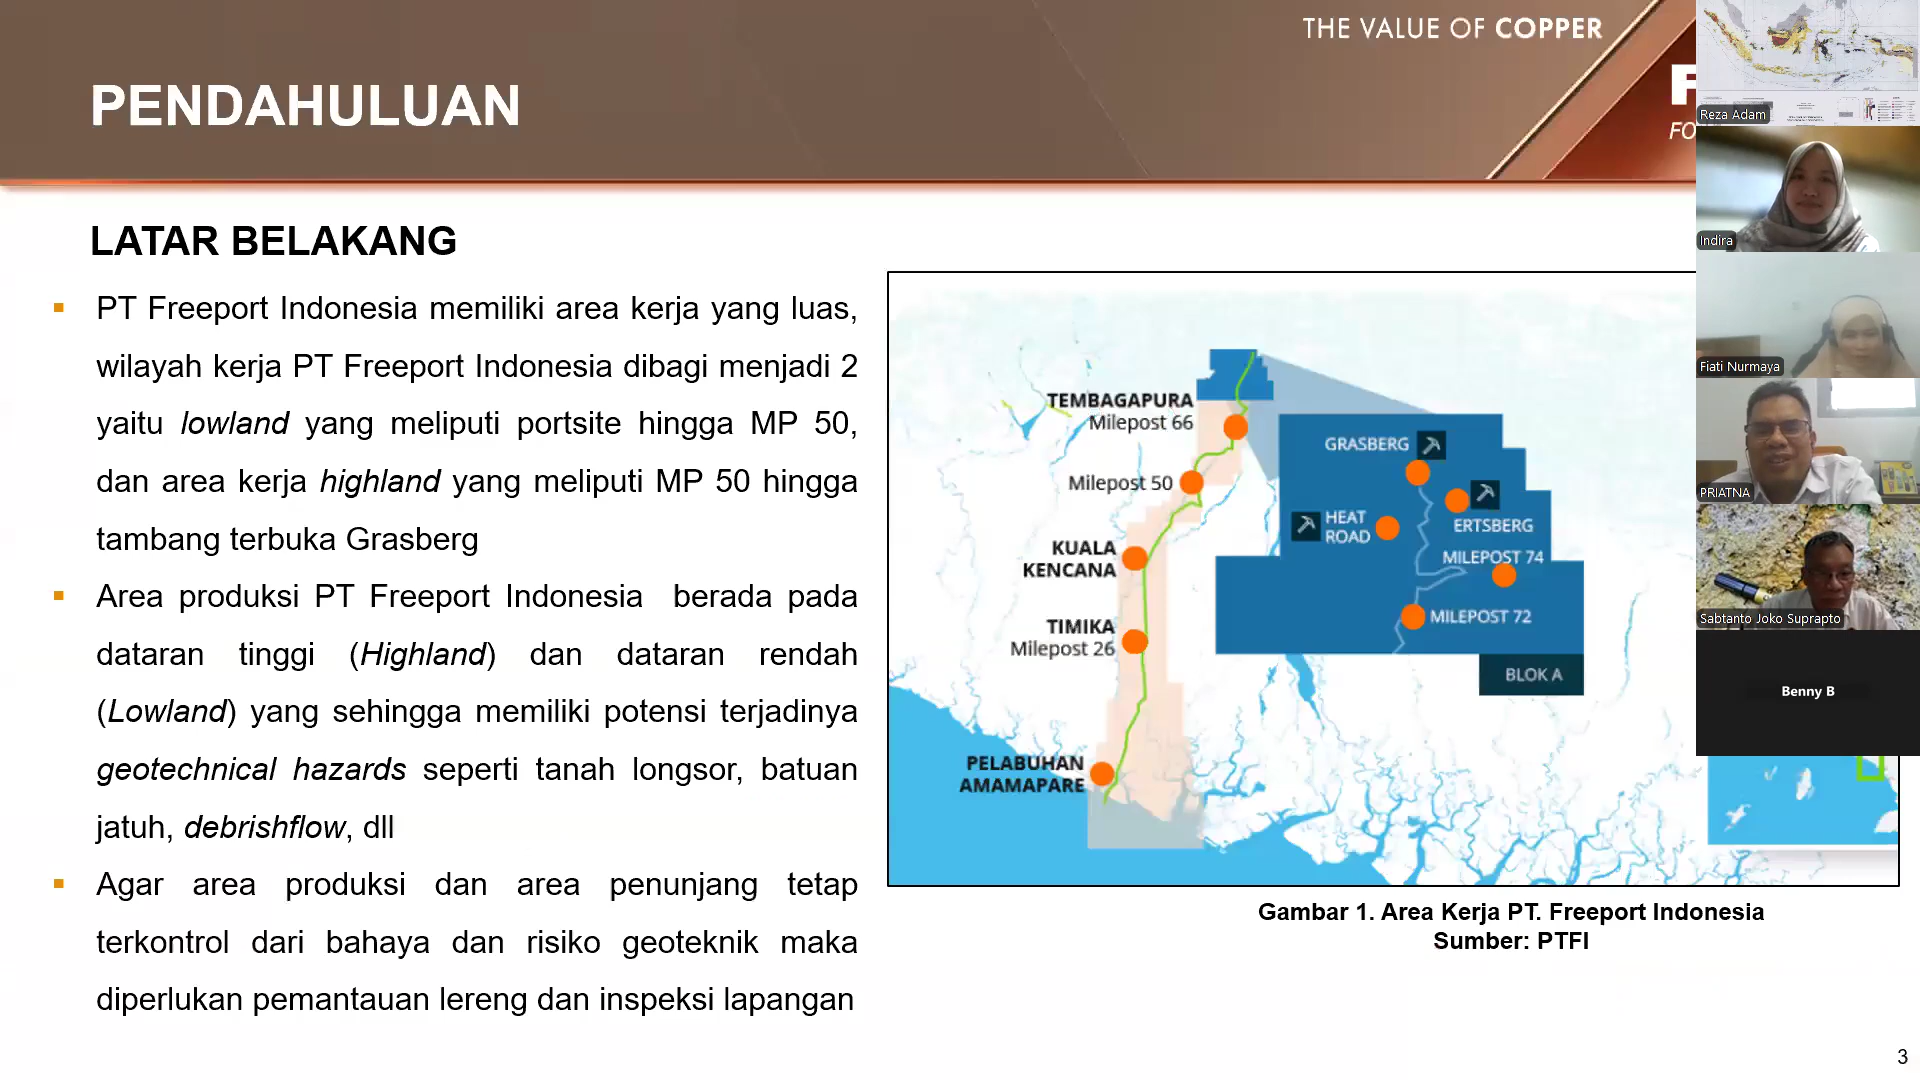 THE VALUE OF COPPER
PENDAHULUAN
LATAR BELAKANG
PT Freeport Indonesia memiliki area kerja yang luas,
wilayah kerja PT Freeport Indonesia dibagi menjadi 2
yaitu lowland yang meliputi portsite hingga MP 50,
dan area kerja highland yang meliputi MP 50 hingga
tambang terbuka Grasberg
Area produksi PT Freeport Indonesia berada pada
dataran tinggi (Highland) dan dataran rendah
(Lowland) yang sehingga memiliki potensi terjadinya
geotechnical hazards seperti tanah longsor, batuan
jatuh, debrishflow, dll
Agar area produksi dan area penunjang tetap
terkontrol dari bahaya dan risiko geoteknik maka
diperlukan pemantauan lereng dan inspeksi lapangan
TEMBAGAPURA
Milepost 66
Milepost 50
KUALA
KENCANA
TIMIKA
Milepost 26
PELABUHAN
AMAMAPARE
GRASBERG
ERTSBERG
HEAT
ROAD
MILEPOST 74
MILEPOST 72
BLOK A
Gambar 1. Area Kerja PT. Freeport Indonesia
Sumber: PTFI
F
FO
Reza Adam
Indira
Fiati Nurmaya
PRIATNA
Sabtanto Joko Suprapto
Benny B
3